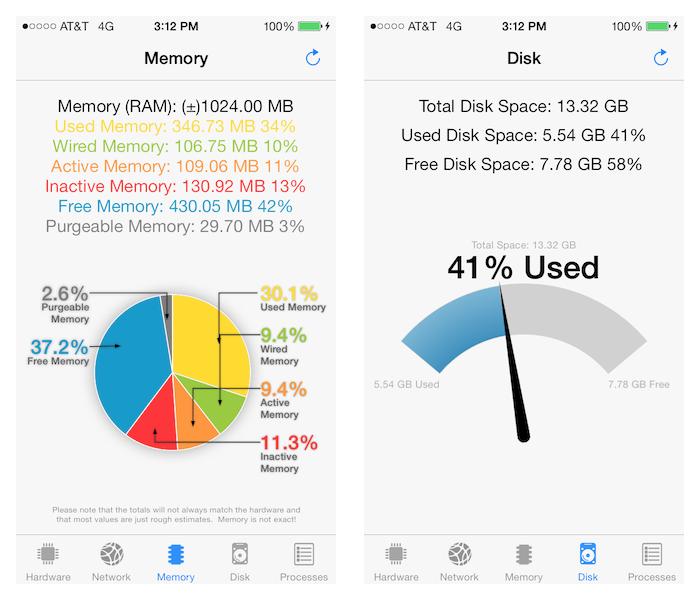 AT&T 4G 3:12 PM 100%
Memory
Memory (RAM): (±)1024.00 MB
Used Memory: 346.73 MB 34%
Wired Memory: 106.75 MB 10%
Active Memory: 109.06 MB 11%
Inactive Memory: 130.92 MB 13%
Free Memory: 430.05 MB 42%
Purgeable Memory: 29.70 MB 3%
2.6%
Purgeable
Memory
37.2%
Free Memory
30.1%
Used Memory
9.4%
Wired
Memory
9.4%
Active
Memory
11.3%
Inactive
Memory
Please note that the totals will not always match the hardware and
that most values are just rough estimates. Memory is not exact!
Hardware Network Memory Disk Processes
AT&T 4G 3:12 PM 100%
Disk
Total Disk Space: 13.32 GB
Used Disk Space: 5.54 GB 41%
Free Disk Space: 7.78 GB 58%
Total Space: 13.32 GB
41% Used
5.54 GB Used 7.78 GB Free
Hardware Network Memory Disk Processes